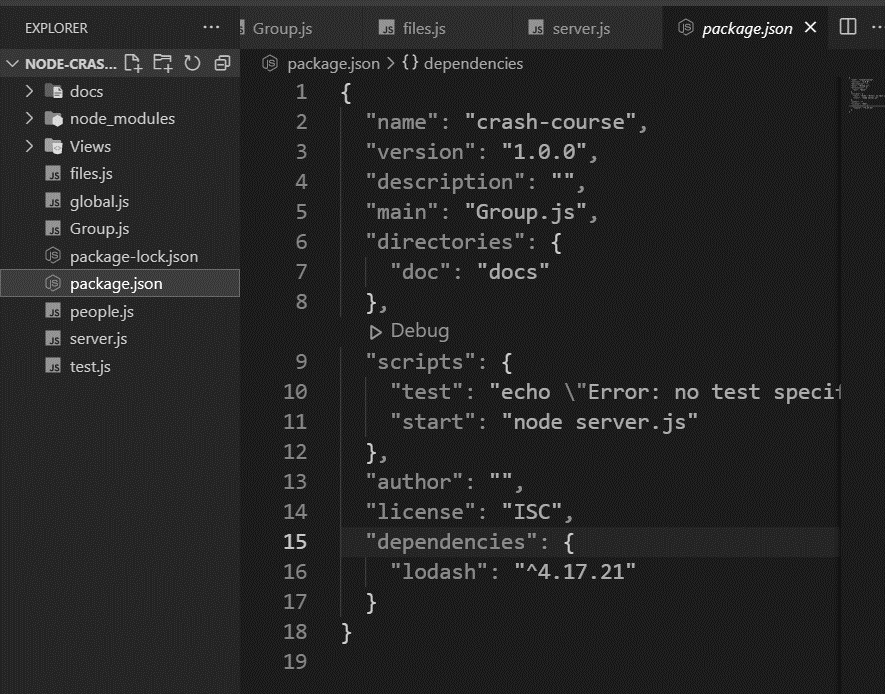 EXPLORER
Group.js
files.js
server.js
package.json
NODE-CRAS...
package.json > {} dependencies
docs
node_modules
Views
files.js
global.js
Group.js
package-lock.json
package.json
people.js
server.js
test.js
1 {
2 "name": "crash-course",
3 "version": "1.0.0",
4 "description": "",
5 "main": "Group.js",
6 "directories": {
7 "doc": "docs"
8 },
Debug
9 "scripts": {
10 "test": "echo \"Error: no test specif
11 "start": "node server.js"
12 },
13 "author": "",
14 "license": "ISC",
15 "dependencies": {
16 "lodash": "^4.17.21"
17 }
18 }
19